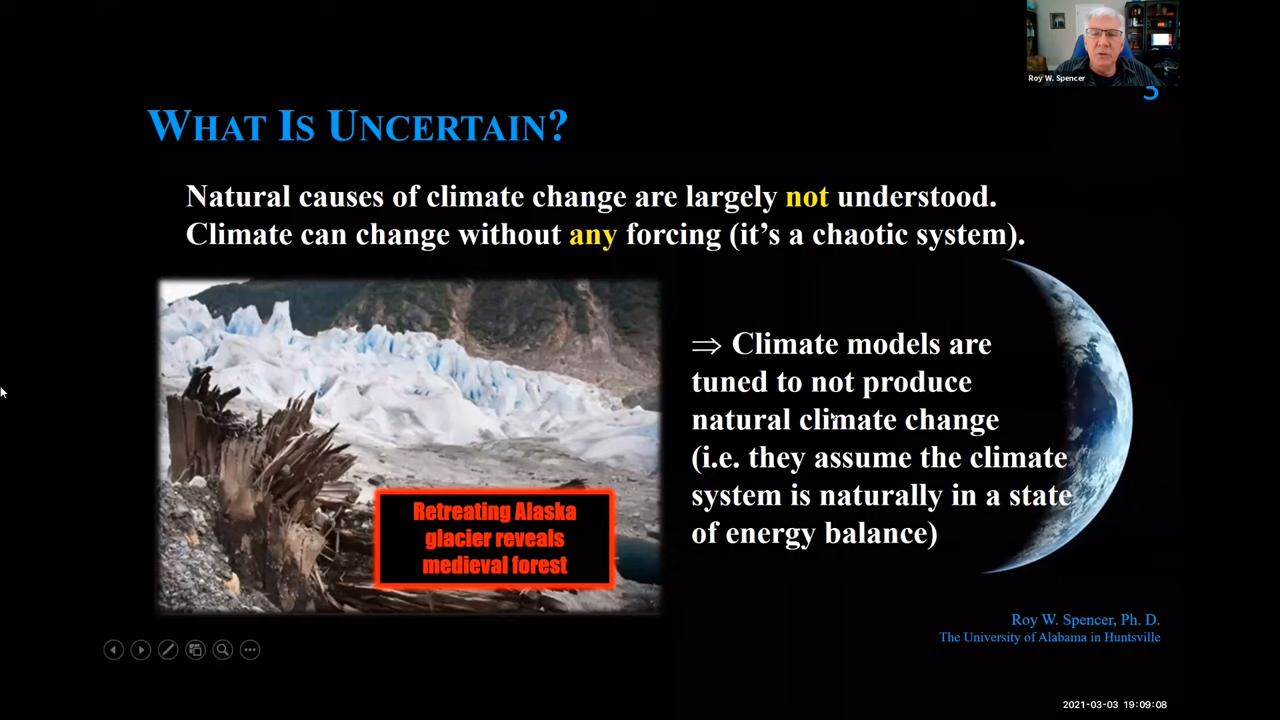 Roy W. Spencer
WHAT IS UNCERTAIN?
Natural causes of climate change are largely not understood.
Climate can change without any forcing (it's a chaotic system).
⇒ Climate models are
tuned to not produce
natural climate change
(i.e. they assume the climate
system is naturally in a state
of energy balance)
Retreating Alaska
glacier reveals
medieval forest
Roy W. Spencer, Ph. D.
The University of Alabama in Huntsville
2021-03-03 19:09:08